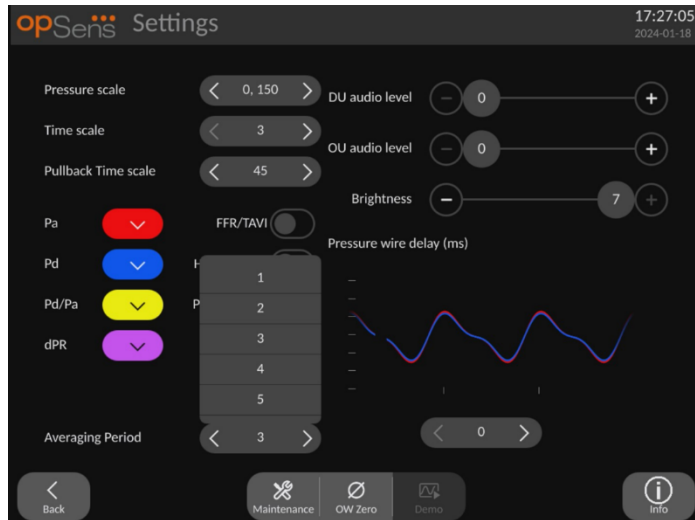 opSens Settings
17:27:05
2024-01-18
Pressure scale 0, 150
Time scale 3
Pullback Time scale 45
DU audio level 0
OU audio level 0
Brightness 7
Pressure wire delay (ms)
Pa FFR/TAVI
Pd H
Pd/Pa P
dPR
1
2
3
4
5
Averaging Period 3
0
Back
Maintenance
OW Zero
Demo
Info